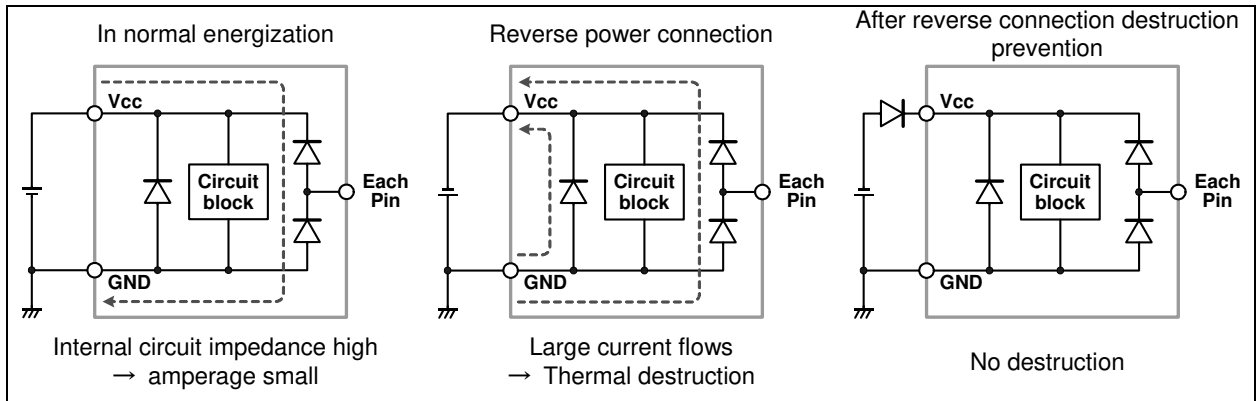 In normal energization
Vcc
Circuit
block
Each
Pin
GND
Internal circuit impedance high
→ amperage small
Reverse power connection
Vcc
Circuit
block
Each
Pin
GND
Large current flows
→ Thermal destruction
After reverse connection destruction
prevention
Vcc
Circuit
block
Each
Pin
GND
No destruction